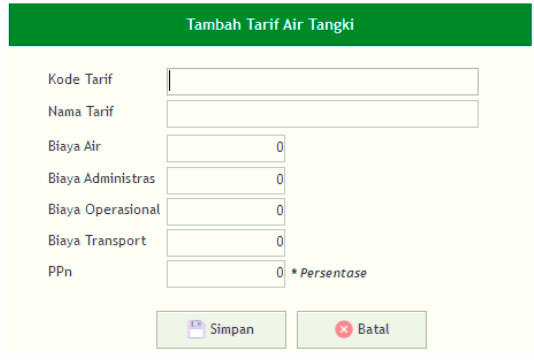 Tambah Tarif Air Tangki
Kode Tarif
Nama Tarif
Biaya Air 0
Biaya Administras 0
Biaya Operasional 0
Biaya Transport 0
PPn 0 * Persentase
Simpan Batal